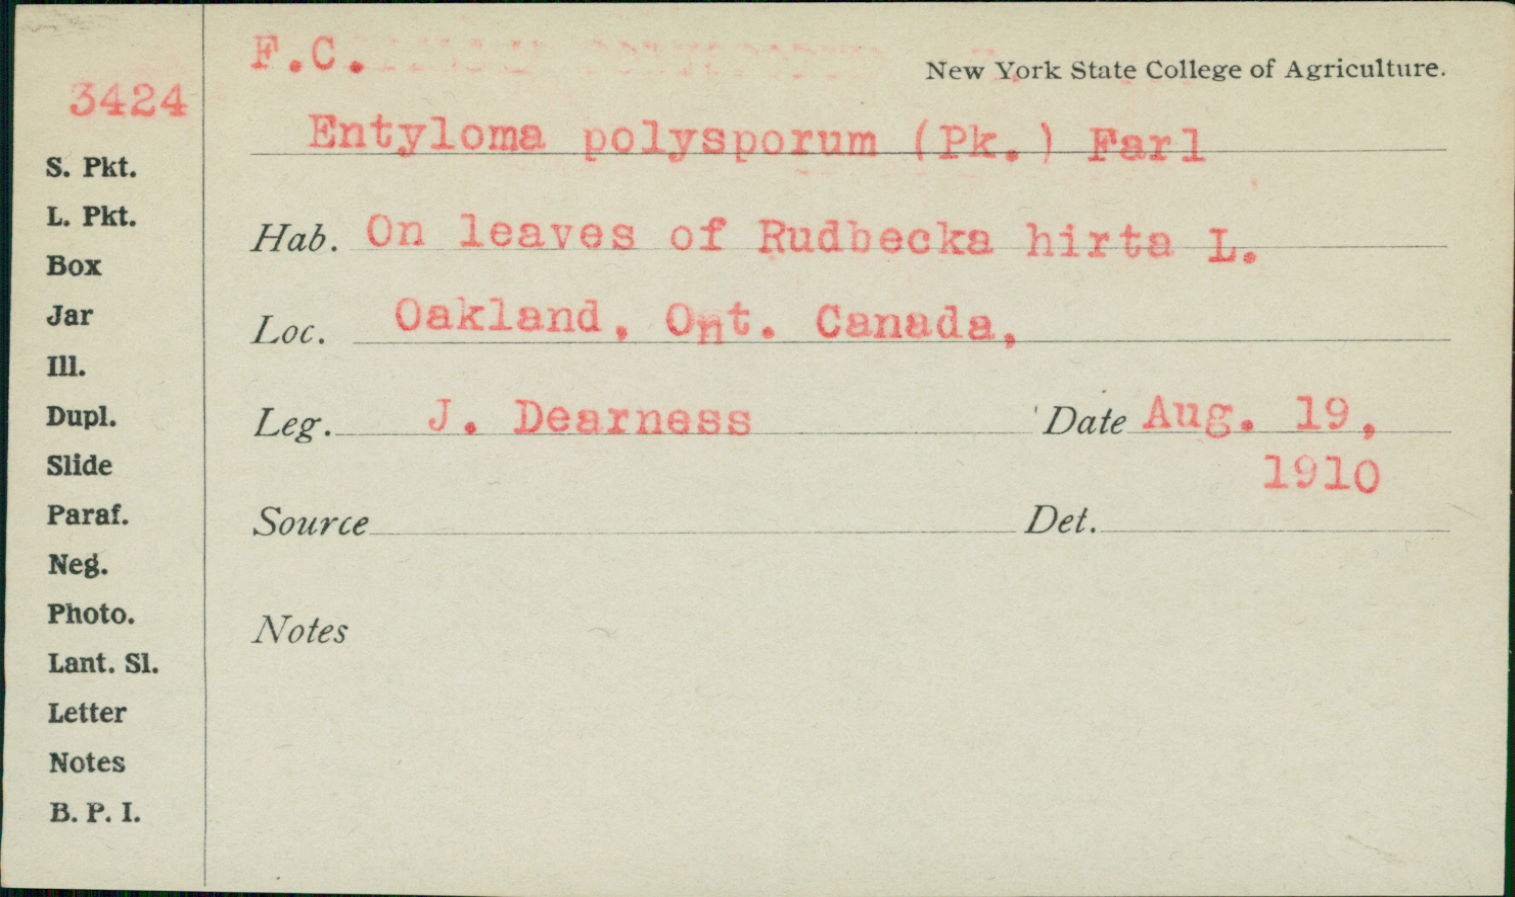 F.C.
New York State College of Agriculture.
3424
Entyloma polysporum (Pk.) Farl
S. Pkt.
L. Pkt.
Hab. On leaves of Rudbecka hirta L.
Box
Jar
Loc. Oakland, Ont. Canada,
Ill.
Dupl.
Leg. J. Dearness Date Aug. 19,
1910
Slide
Paraf.
Source Det.
Neg.
Photo.
Notes
Lant. Sl.
Letter
Notes
B. P. I.